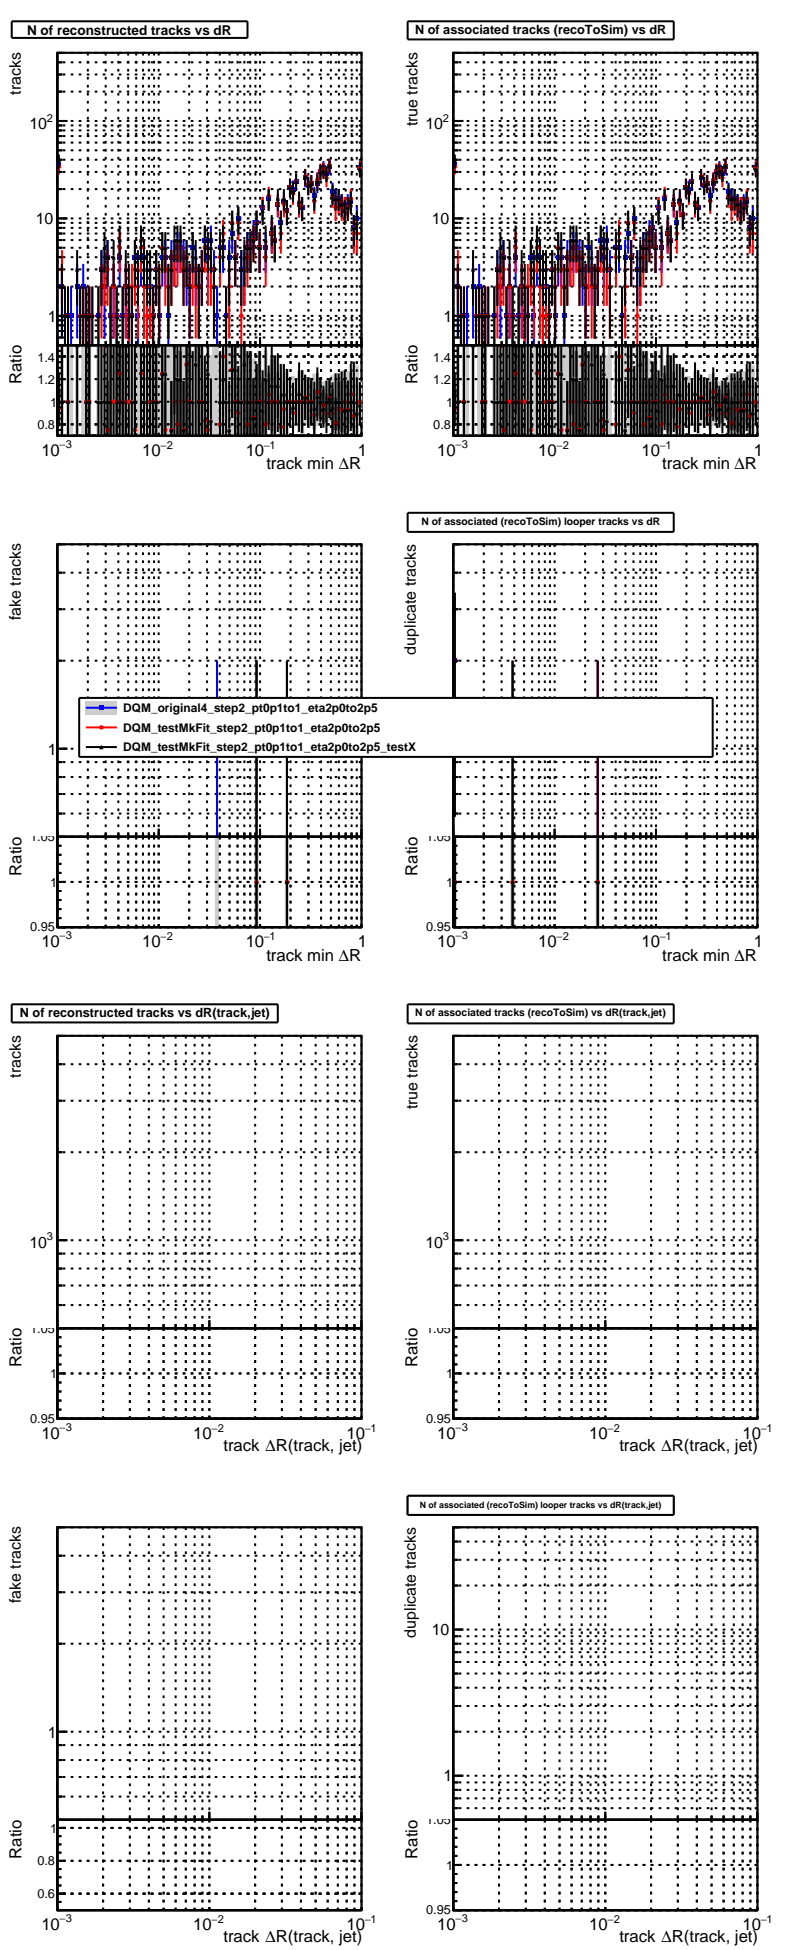 N of reconstructed tracks vs dR
N of associated tracks (recoToSim) vs dR
tracks
10²
10
1
Ratio
1.4
1.2
1
0.8
10⁻³
10⁻²
10⁻¹
1
track min ΔR
true tracks
10²
10
1
Ratio
1.4
1.2
1
0.8
10⁻³
10⁻²
10⁻¹
1
track min ΔR
N of associated (recoToSim) looper tracks vs dR
fake tracks
1
Ratio
1.05
1
0.95
10⁻³
10⁻²
10⁻¹
1
track min ΔR
duplicate tracks
1
Ratio
1.05
1
0.95
10⁻³
10⁻²
10⁻¹
1
track min ΔR
DQM_original4_step2_pt0p1to1_eta2p0to2p5
DQM_testMkFit_step2_pt0p1to1_eta2p0to2p5
DQM_testMkFit_step2_pt0p1to1_eta2p0to2p5_testX
N of reconstructed tracks vs dR(track,jet)
N of associated tracks (recoToSim) vs dR(track,jet)
tracks
10³
Ratio
1.05
1
0.95
10⁻³
10⁻²
10⁻¹
track ΔR(track, jet)
true tracks
10³
Ratio
1.05
1
0.95
10⁻³
10⁻²
10⁻¹
track ΔR(track, jet)
N of associated (recoToSim) looper tracks vs dR(track,jet)
fake tracks
1
Ratio
1
0.8
0.6
10⁻³
10⁻²
10⁻¹
track ΔR(track, jet)
duplicate tracks
10
1
Ratio
1.05
1
0.95
10⁻³
10⁻²
10⁻¹
track ΔR(track, jet)